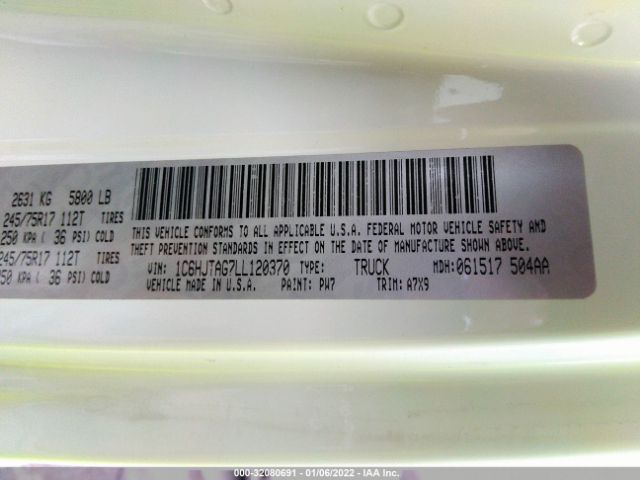 2631 KG 5800 LB
245/75R17 112T TIRES
250 KPA ( 36 PSI) COLD
245/75R17 112T TIRES
250 KPA ( 36 PSI) COLD
THIS VEHICLE CONFORMS TO ALL APPLICABLE U.S.A. FEDERAL MOTOR VEHICLE SAFETY AND
THEFT PREVENTION STANDARDS IN EFFECT ON THE DATE OF MANUFACTURE SHOWN ABOVE.
VIN: 1C6HJTAG7LL120370 TYPE: TRUCK MDH: 061517 504AA
VEHICLE MADE IN U.S.A. PAINT: PW7 TRIM: A7X9
000-32080691 - 01/06/2022 - IAA Inc.